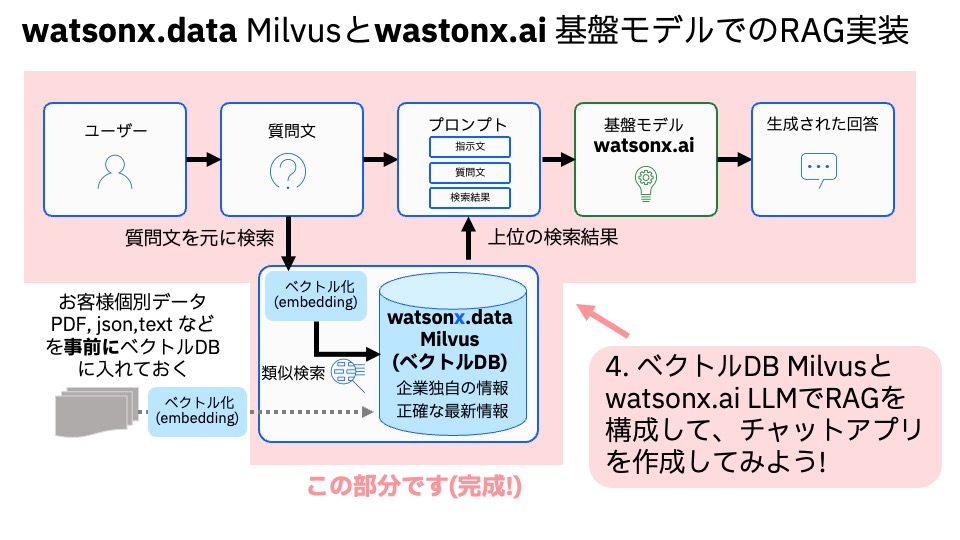 watsonx.data Milvusとwastonx.ai 基盤モデルでのRAG実装
ユーザー
質問文
プロンプト
指示文
質問文
検索結果
基盤モデル
watsonx.ai
生成された回答
質問文を元に検索
上位の検索結果
ベクトル化
(embedding)
類似検索
watsonx.data
Milvus
(ベクトルDB)
企業独自の情報
正確な最新情報
お客様個別データ
PDF, json,text など
を事前にベクトルDB
に入れておく
ベクトル化
(embedding)
4. ベクトルDB Milvusと
watsonx.ai LLMでRAGを
構成して、チャットアプリ
を作成してみよう!
この部分です(完成!)